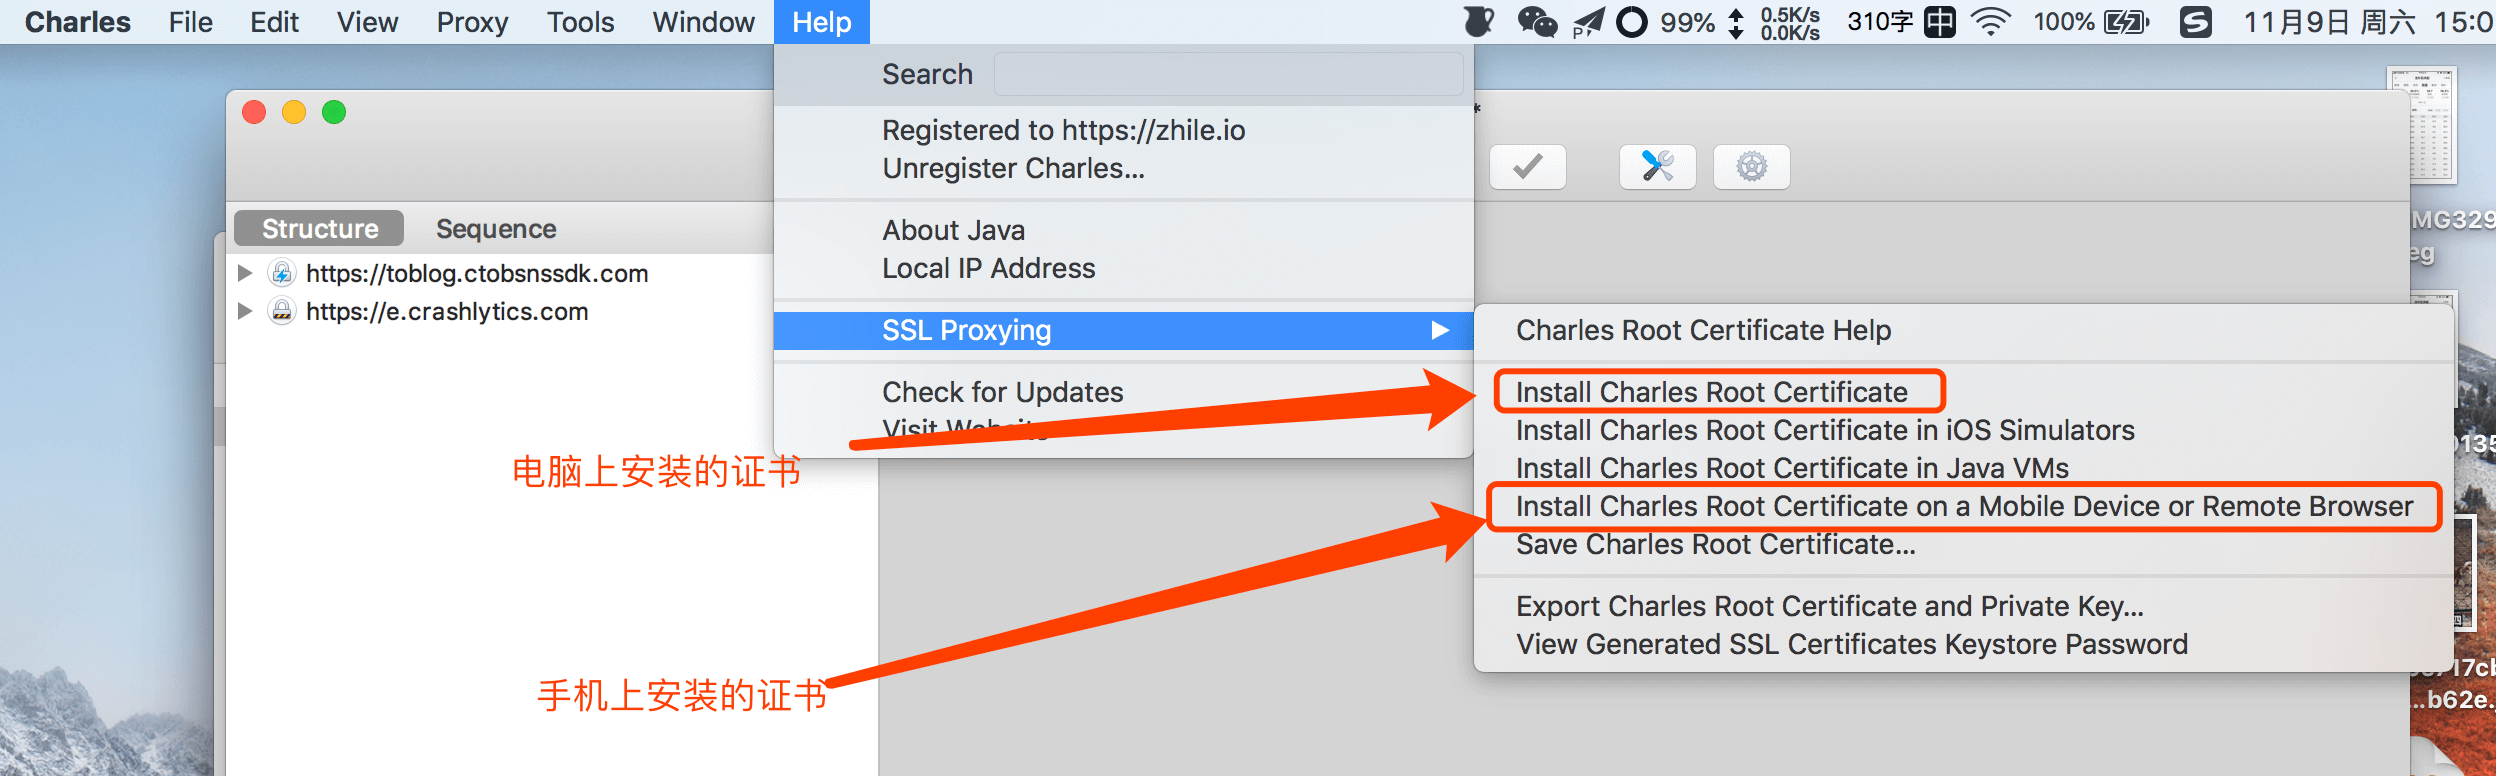 Charles File Edit View Proxy Tools Window Help 99% 0.5K/s 310字 中 100% S 11月9日 周六 15:0
0.0K/s
Search
Registered to https://zhile.io
Unregister Charles...
Structure Sequence
About Java
Local IP Address
https://toblog.ctobsnssdk.com
https://e.crashlytics.com
SSL Proxying
Check for Updates
Visit Website
Charles Root Certificate Help
Install Charles Root Certificate
Install Charles Root Certificate in iOS Simulators
Install Charles Root Certificate in Java VMs
Install Charles Root Certificate on a Mobile Device or Remote Browser
Save Charles Root Certificate...
Export Charles Root Certificate and Private Key...
View Generated SSL Certificates Keystore Password
电脑上安装的证书
手机上安装的证书
MG329
eg
...b62e.